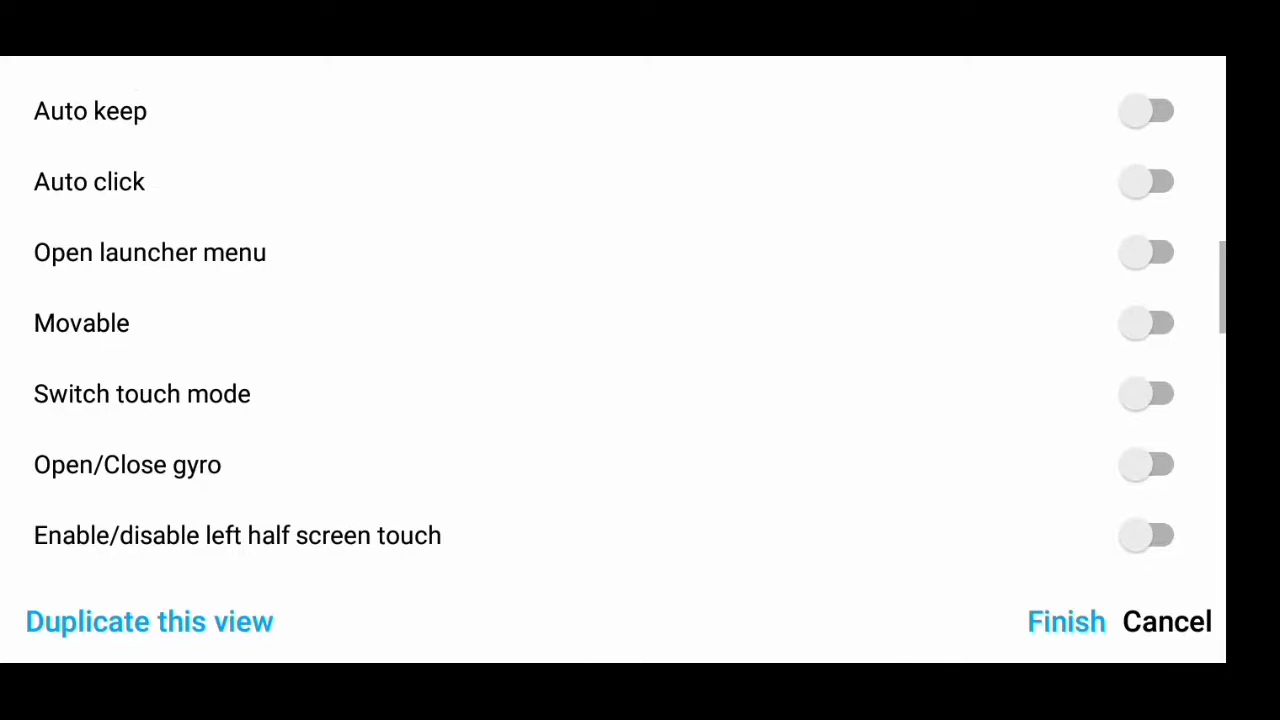 Auto keep
Auto click
Open launcher menu
Movable
Switch touch mode
Open/Close gyro
Enable/disable left half screen touch
Duplicate this view
Finish Cancel